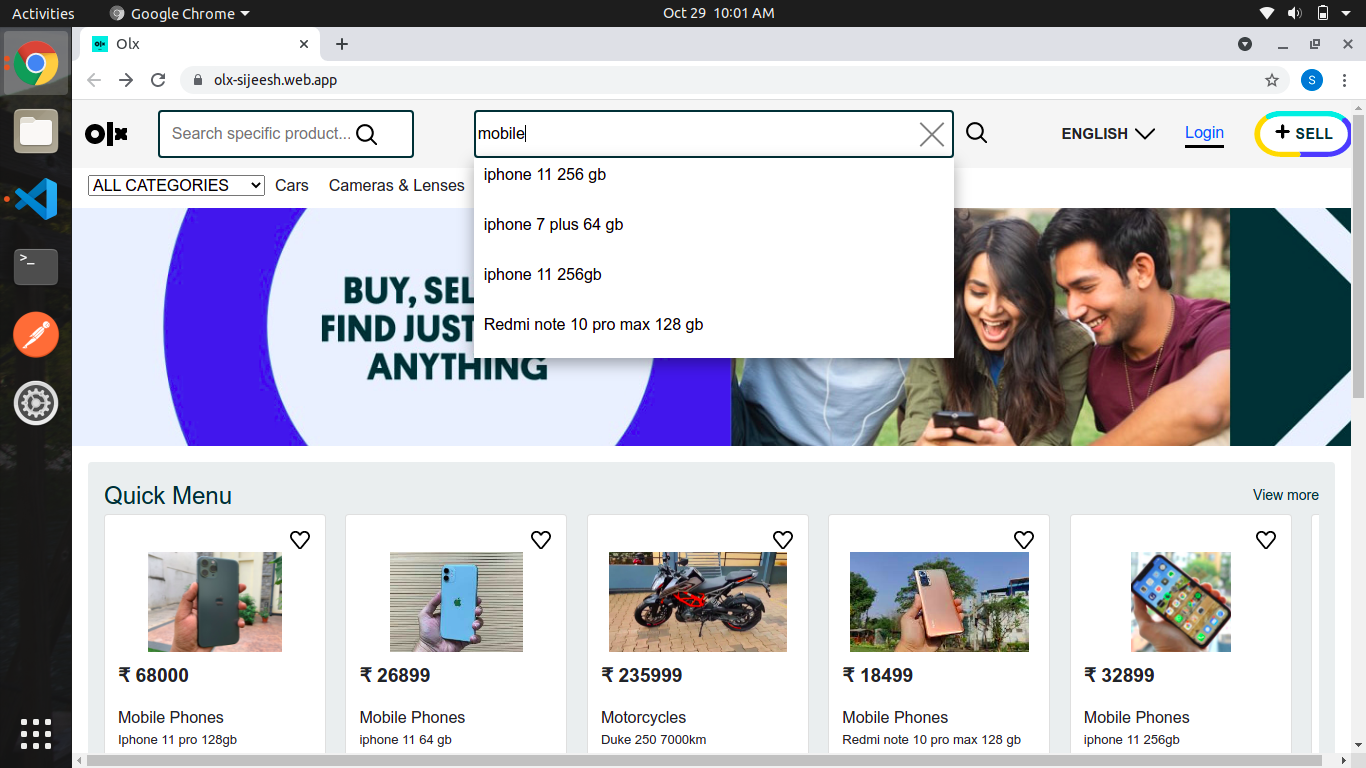 Activities
Google Chrome
Oct 29 10:01 AM
Olx
olx-sijeesh.web.app
S
olx
Search specific product...
mobile
ENGLISH
Login
+ SELL
ALL CATEGORIES
Cars
Cameras & Lenses
iphone 11 256 gb
iphone 7 plus 64 gb
iphone 11 256gb
Redmi note 10 pro max 128 gb
BUY, SEL
FIND JUST
ANYTHING
Quick Menu
View more
₹ 68000
Mobile Phones
Iphone 11 pro 128gb
₹ 26899
Mobile Phones
iphone 11 64 gb
₹ 235999
Motorcycles
Duke 250 7000km
₹ 18499
Mobile Phones
Redmi note 10 pro max 128 gb
₹ 32899
Mobile Phones
iphone 11 256gb